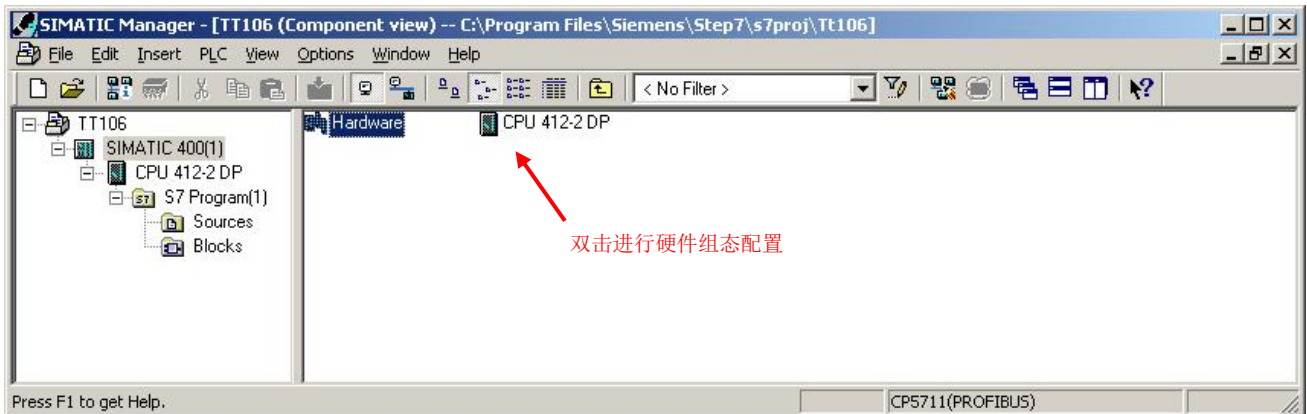 SIMATIC Manager - [TT106 (Component view) -- C:\Program Files\Siemens\Step7\s7proj\Tt106]
File Edit Insert PLC View Options Window Help
< No Filter >
TT106
SIMATIC 400(1)
CPU 412-2 DP
S7 Program(1)
Sources
Blocks
Hardware
CPU 412-2 DP
双击进行硬件组态配置
Press F1 to get Help.
CP5711(PROFIBUS)